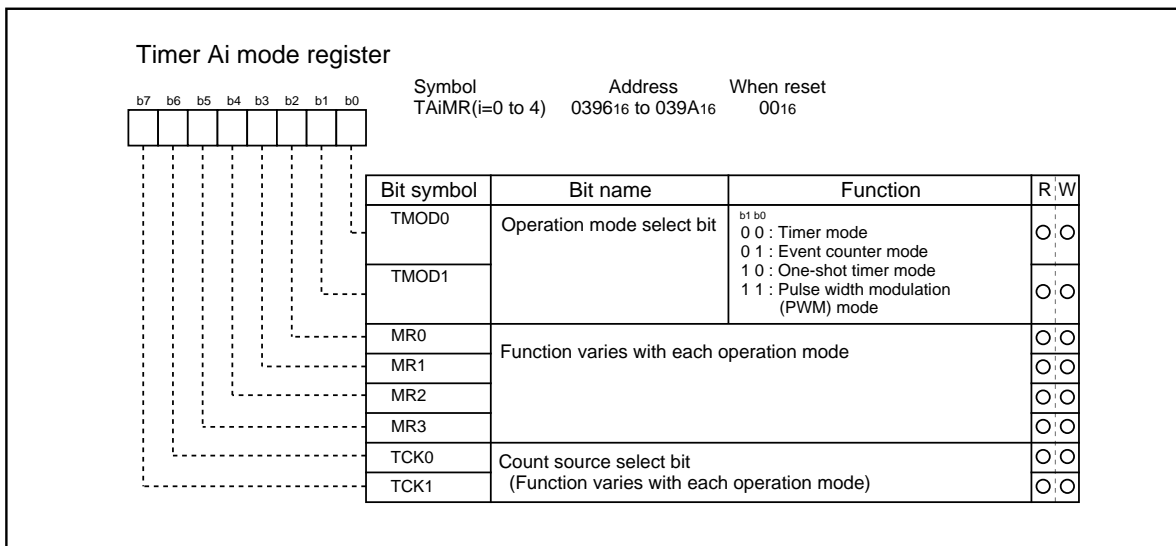 Timer Ai mode register
Symbol Address When reset
TAiMR(i=0 to 4) 039616 to 039A16 0016
b7 b6 b5 b4 b3 b2 b1 b0
Bit symbol Bit name Function R W
TMOD0 Operation mode select bit b1 b0
0 0 : Timer mode
0 1 : Event counter mode
TMOD1 1 0 : One-shot timer mode
1 1 : Pulse width modulation
(PWM) mode
MR0 Function varies with each operation mode
MR1
MR2
MR3
TCK0 Count source select bit
TCK1 (Function varies with each operation mode)